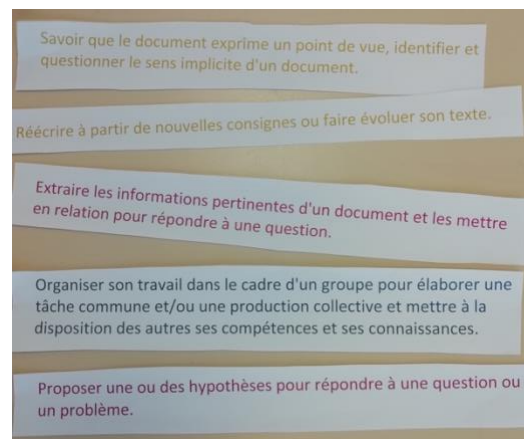 Savoir que le document exprime un point de vue, identifier et
questionner le sens implicite d'un document.
Réécrire à partir de nouvelles consignes ou faire évoluer son texte.
Extraire les informations pertinentes d'un document et les mettre
en relation pour répondre à une question.
Organiser son travail dans le cadre d'un groupe pour élaborer une
tâche commune et/ou une production collective et mettre à la
disposition des autres ses compétences et ses connaissances.
Proposer une ou des hypothèses pour répondre à une question ou
un problème.